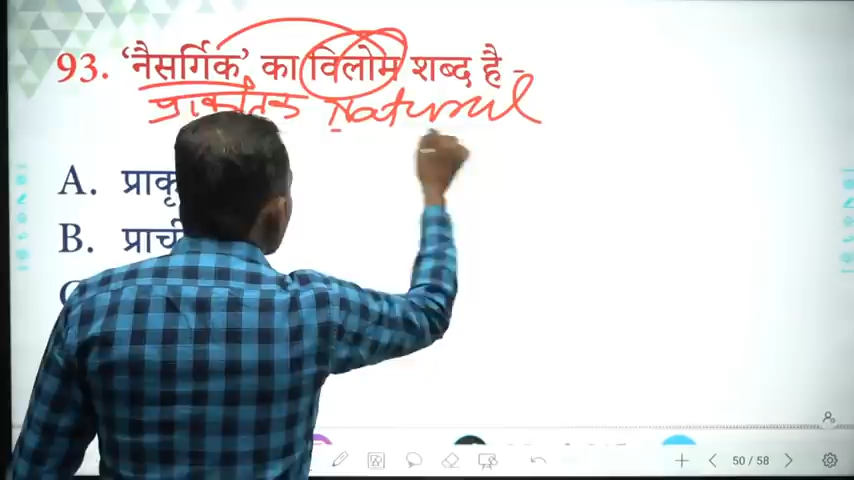 93. 'नैसर्गिक' का विलोम शब्द है -
प्राकृतिक Natural
A.
B.
50 / 58